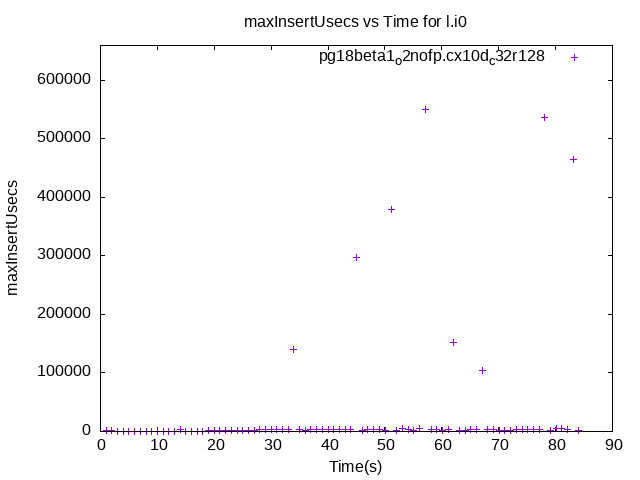 maxInsertUsecs vs Time for l.i0
pg18beta1o2nofp.cx10dc32r128
600000
500000
400000
300000
200000
100000
0
maxInsertUsecs
0 10 20 30 40 50 60 70 80 90
Time(s)